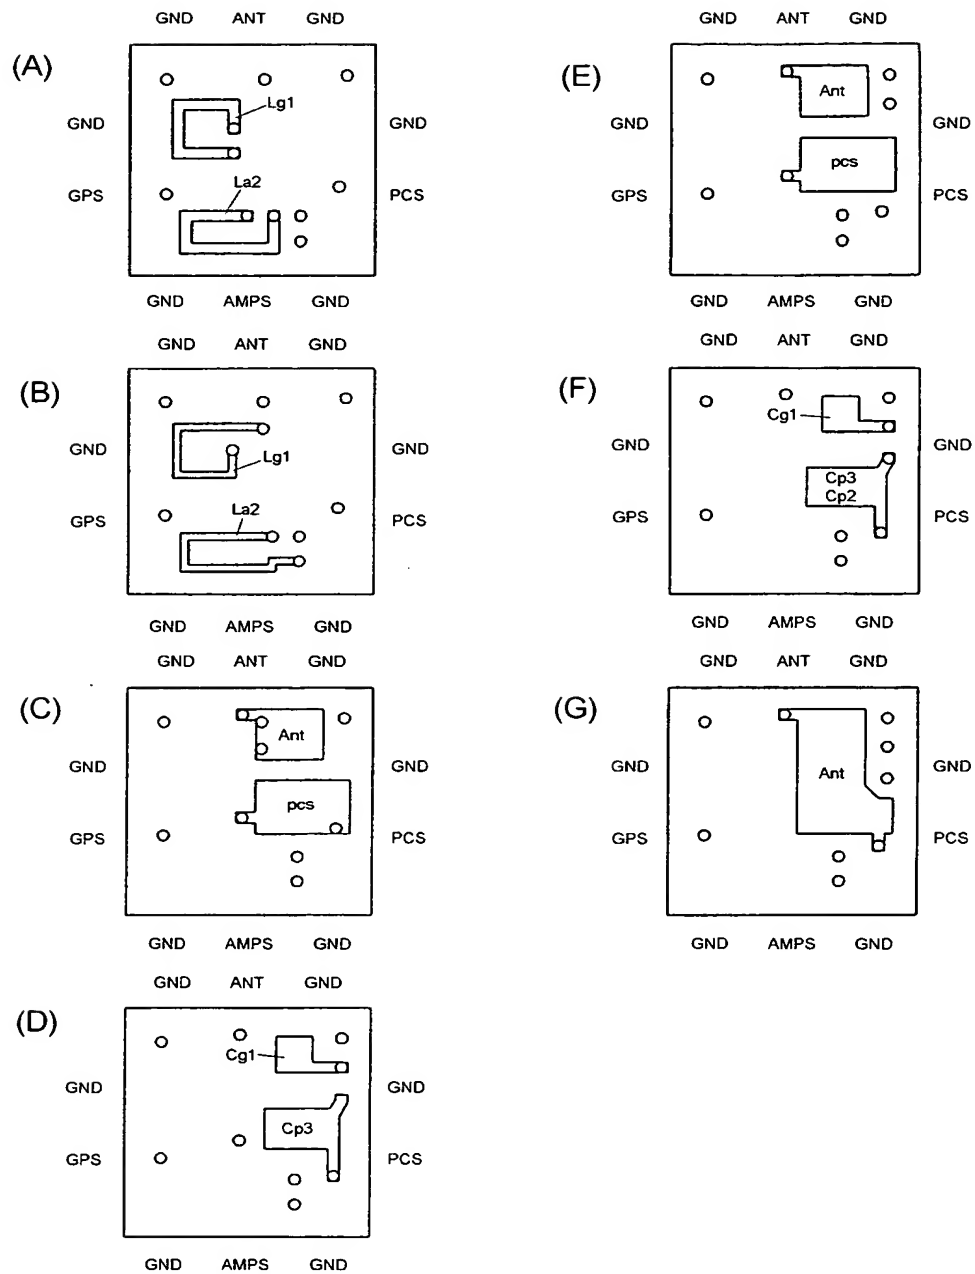 GND ANT GND
(A)
Lg1
GND GND
La2
GPS PCS
GND AMPS GND
GND ANT GND
(B)
GND GND
Lg1
La2
GPS PCS
GND AMPS GND
GND ANT GND
(C)
Ant
GND GND
pcs
GPS PCS
GND AMPS GND
GND ANT GND
(D)
Cg1
GND GND
Cp3
GPS PCS
GND AMPS GND
GND ANT GND
(E)
Ant
GND GND
pcs
GPS PCS
GND AMPS GND
GND ANT GND
(F)
Cg1
GND GND
Cp3
Cp2
GPS PCS
GND AMPS GND
GND ANT GND
(G)
GND GND
Ant
GPS PCS
GND AMPS GND